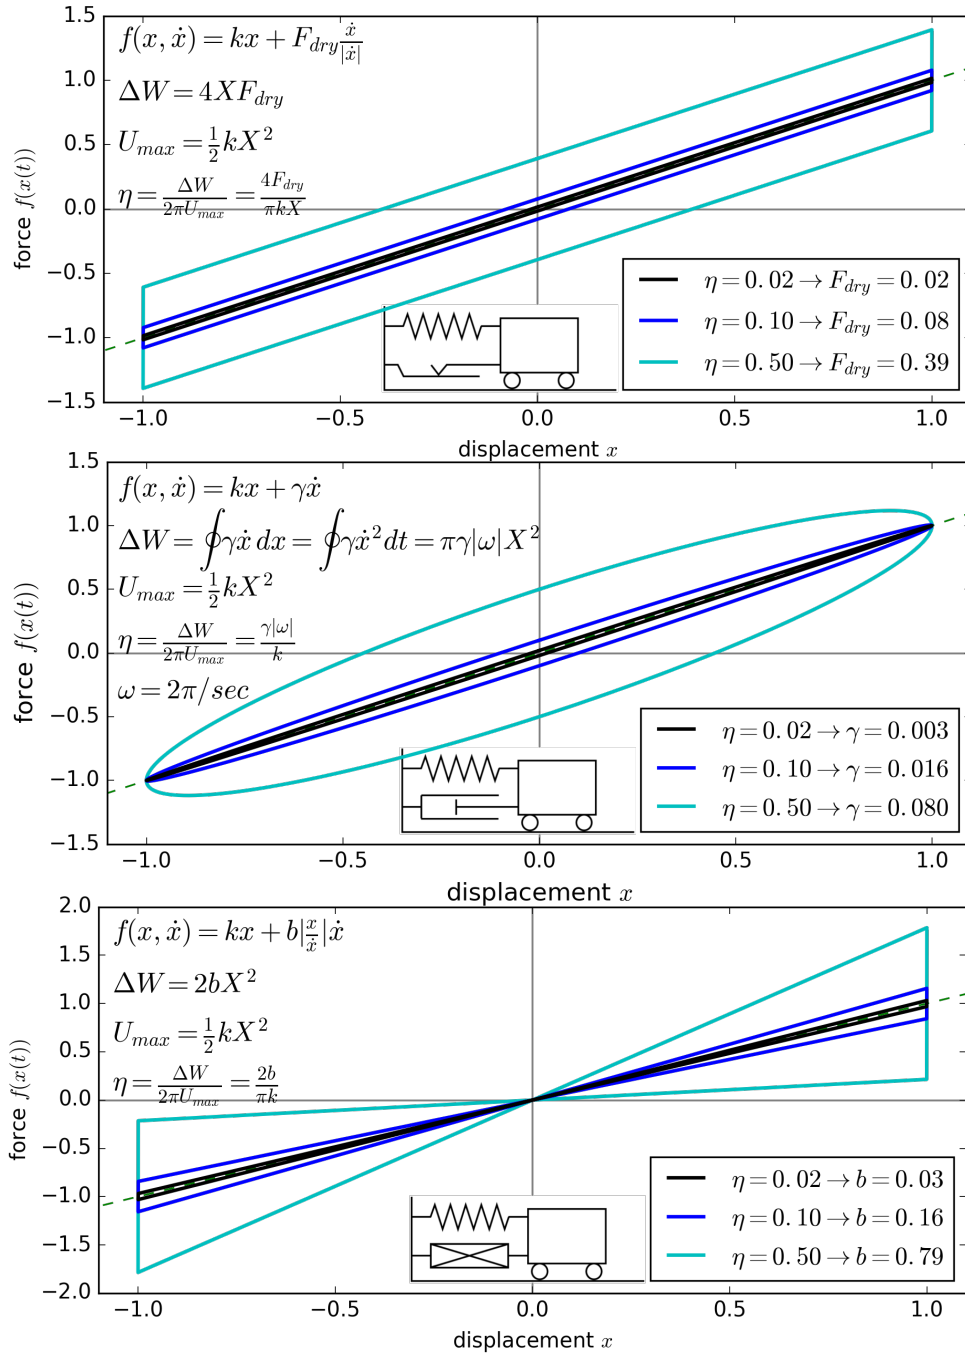 f(x, ẋ) = kx + F_dry ẋ/|ẋ|
ΔW = 4XF_dry
U_max = ½kX²
η = ΔW/2πU_max = 4F_dry/πkX
1.5
1.0
0.5
0.0
−0.5
−1.0
−1.5
force f(x(t))
η = 0.02 → F_dry = 0.02
η = 0.10 → F_dry = 0.08
η = 0.50 → F_dry = 0.39
−1.0 −0.5 0.0 0.5 1.0
displacement x
f(x, ẋ) = kx + γẋ
ΔW = ∮γẋ dx = ∮γẋ²dt = πγ|ω|X²
U_max = ½kX²
η = ΔW/2πU_max = γ|ω|/k
ω = 2π/sec
1.5
1.0
0.5
0.0
−0.5
−1.0
−1.5
force f(x(t))
η = 0.02 → γ = 0.003
η = 0.10 → γ = 0.016
η = 0.50 → γ = 0.080
−1.0 −0.5 0.0 0.5 1.0
displacement x
f(x, ẋ) = kx + b|x/ẋ|ẋ
ΔW = 2bX²
U_max = ½kX²
η = ΔW/2πU_max = 2b/πk
2.0
1.5
1.0
0.5
0.0
−0.5
−1.0
−1.5
−2.0
force f(x(t))
η = 0.02 → b = 0.03
η = 0.10 → b = 0.16
η = 0.50 → b = 0.79
−1.0 −0.5 0.0 0.5 1.0
displacement x